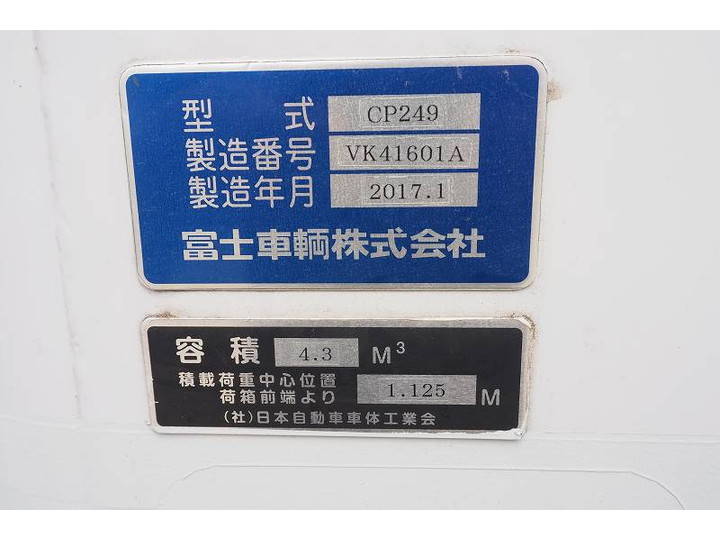 型式 CP249
製造番号 VK41601A
製造年月 2017.1
富士車輌株式会社
容積 4.3 M³
積載荷重中心位置
荷箱前端より 1.125 M
(社)日本自動車車体工業会